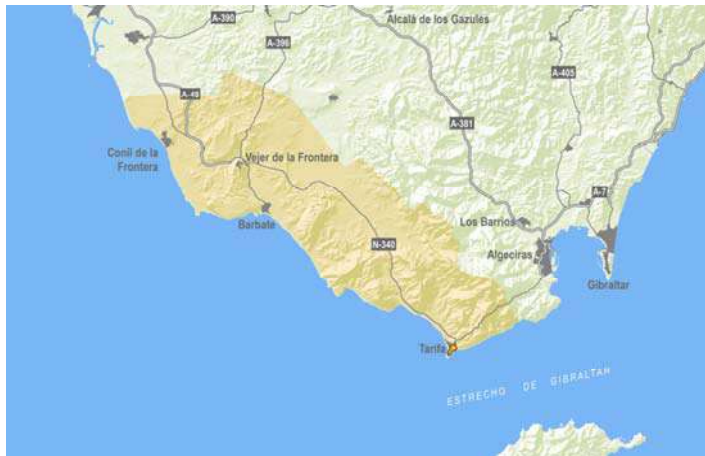 A-390
A-396
Alcalá de los Gazules
A-405
A-48
A-381
Conil de la
Frontera
Vejer de la Frontera
A-7
Barbate
Los Barrios
N-340
Algeciras
Gibraltar
Tarifa
ESTRECHO DE GIBRALTAR